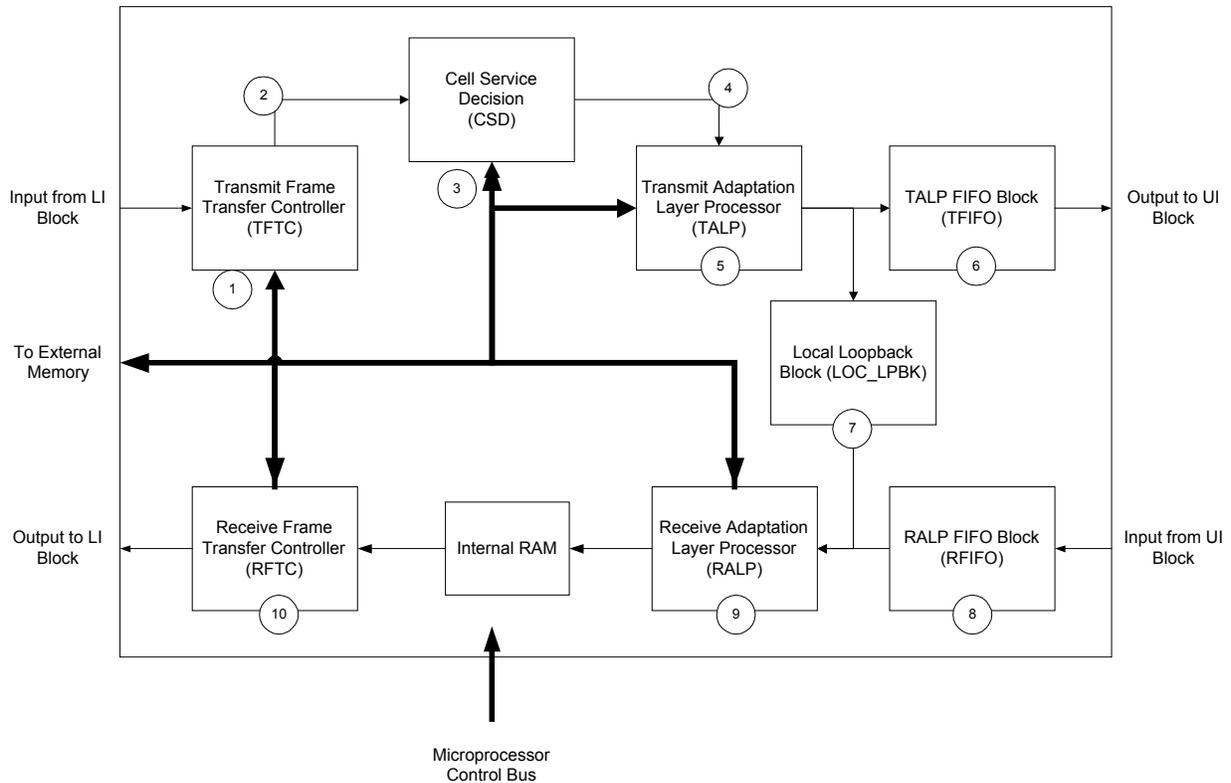 Cell Service
Decision
(CSD)
2
4
3
Input from LI
Block
Transmit Frame
Transfer Controller
(TFTC)
1
Transmit Adaptation
Layer Processor
(TALP)
5
TALP FIFO Block
(TFIFO)
6
Output to UI
Block
To External
Memory
Local Loopback
Block (LOC_LPBK)
7
Output to LI
Block
Receive Frame
Transfer Controller
(RFTC)
10
Internal RAM
Receive Adaptation
Layer Processor
(RALP)
9
RALP FIFO Block
(RFIFO)
8
Input from UI
Block
Microprocessor
Control Bus